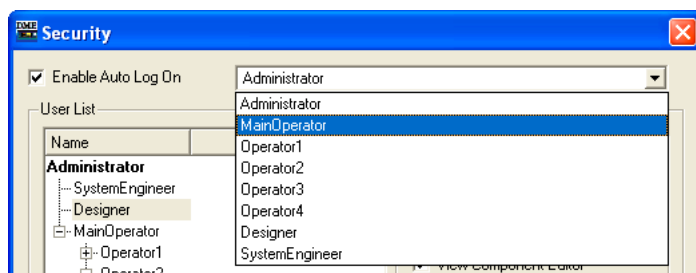 DME
Security
Enable Auto Log On
Administrator
User List
Name
Administrator
SystemEngineer
Designer
MainOperator
Operator1
Administrator
MainOperator
Operator1
Operator2
Operator3
Operator4
Designer
SystemEngineer
View Component Editor